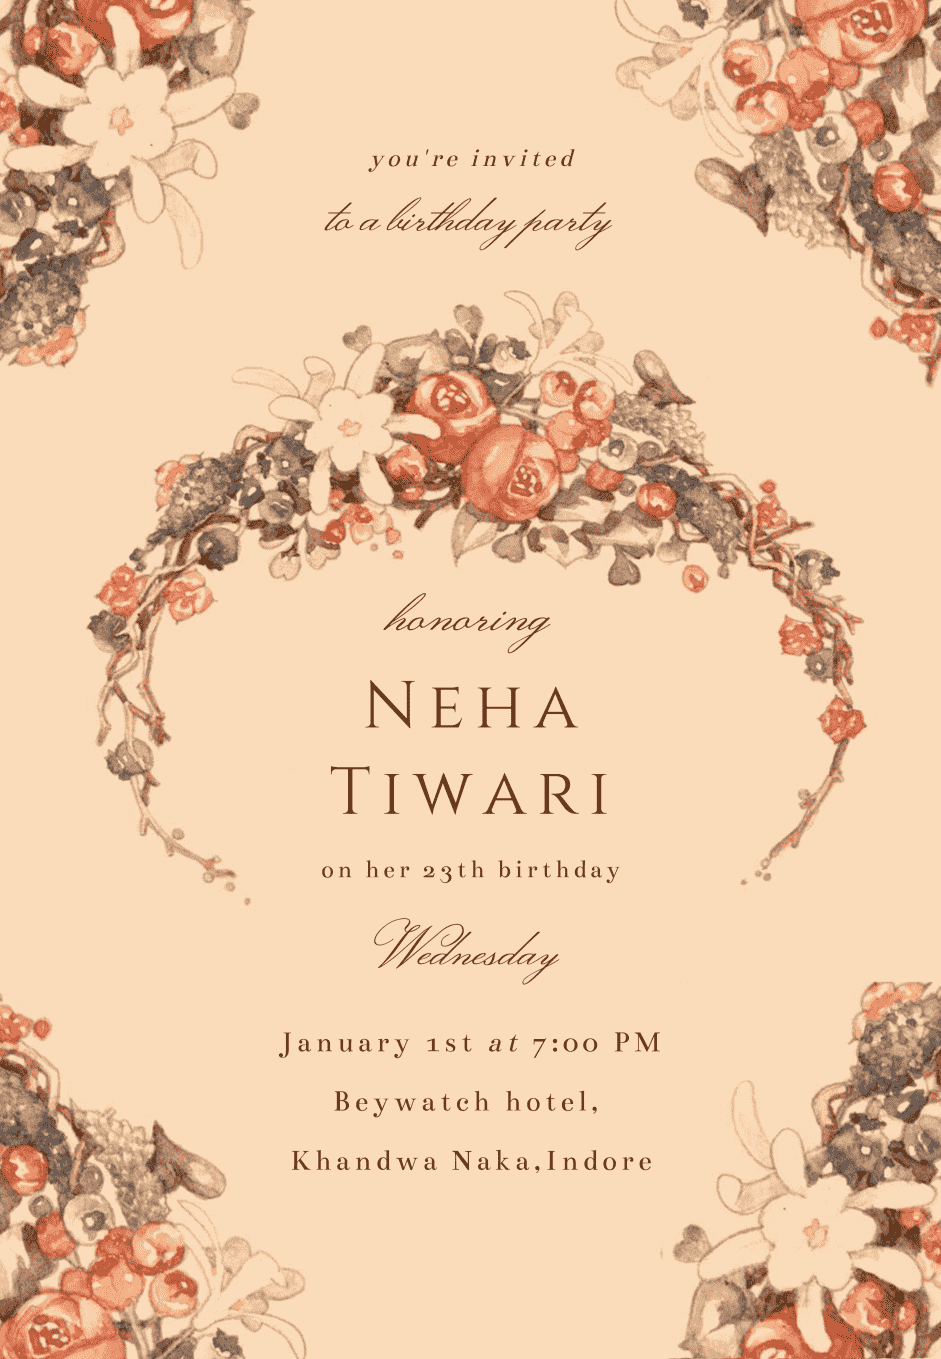 you're invited
to a birthday party
honoring
NEHA
TIWARI
on her 23th birthday
Wednesday
January 1st at 7:00 PM
Beywatch hotel,
Khandwa Naka,Indore